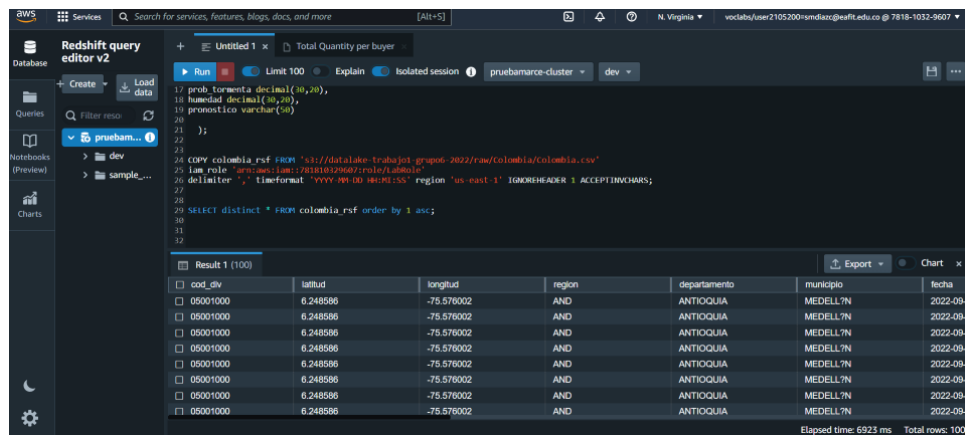 aws Services Search for services, features, blogs, docs, and more [Alt+S] N. Virginia ▼ voclabs/user2105200=smdiazc@eafit.edu.co @ 7818-1032-9607 ▼
Database
Queries
Notebooks
(Preview)
Charts
Redshift query
editor v2
+ Create
Load
data
Filter reso
pruebam...
dev
sample_...
+ Untitled 1 × Total Quantity per buyer ×
Run Limit 100 Explain Isolated session pruebamarce-cluster dev
17 prob_tormenta decimal(30,20),
18 humedad decimal(30,20),
19 pronostico varchar(50)
20
21 );
22
23
24 COPY colombia_rsf FROM 's3://datalake-trabajo1-grupo6-2022/raw/Colombia/Colombia.csv'
25 iam_role 'arn:aws:iam::781810329607:role/LabRole'
26 delimiter ',' timeformat 'YYYY-MM-DD HH:MI:SS' region 'us-east-1' IGNOREHEADER 1 ACCEPTINVCHARS;
27
28
29 SELECT distinct * FROM colombia_rsf order by 1 asc;
30
31
32
Result 1 (100) Export Chart ×
cod_div latitud longitud region departamento municipio fecha
05001000 6.248586 -75.576002 AND ANTIOQUIA MEDELL?N 2022-09-
05001000 6.248586 -75.576002 AND ANTIOQUIA MEDELL?N 2022-09-
05001000 6.248586 -75.576002 AND ANTIOQUIA MEDELL?N 2022-09-
05001000 6.248586 -75.576002 AND ANTIOQUIA MEDELL?N 2022-09-
05001000 6.248586 -75.576002 AND ANTIOQUIA MEDELL?N 2022-09-
05001000 6.248586 -75.576002 AND ANTIOQUIA MEDELL?N 2022-09-
05001000 6.248586 -75.576002 AND ANTIOQUIA MEDELL?N 2022-09-
05001000 6.248586 -75.576002 AND ANTIOQUIA MEDELL?N 2022-09-
Elapsed time: 6923 ms Total rows: 100